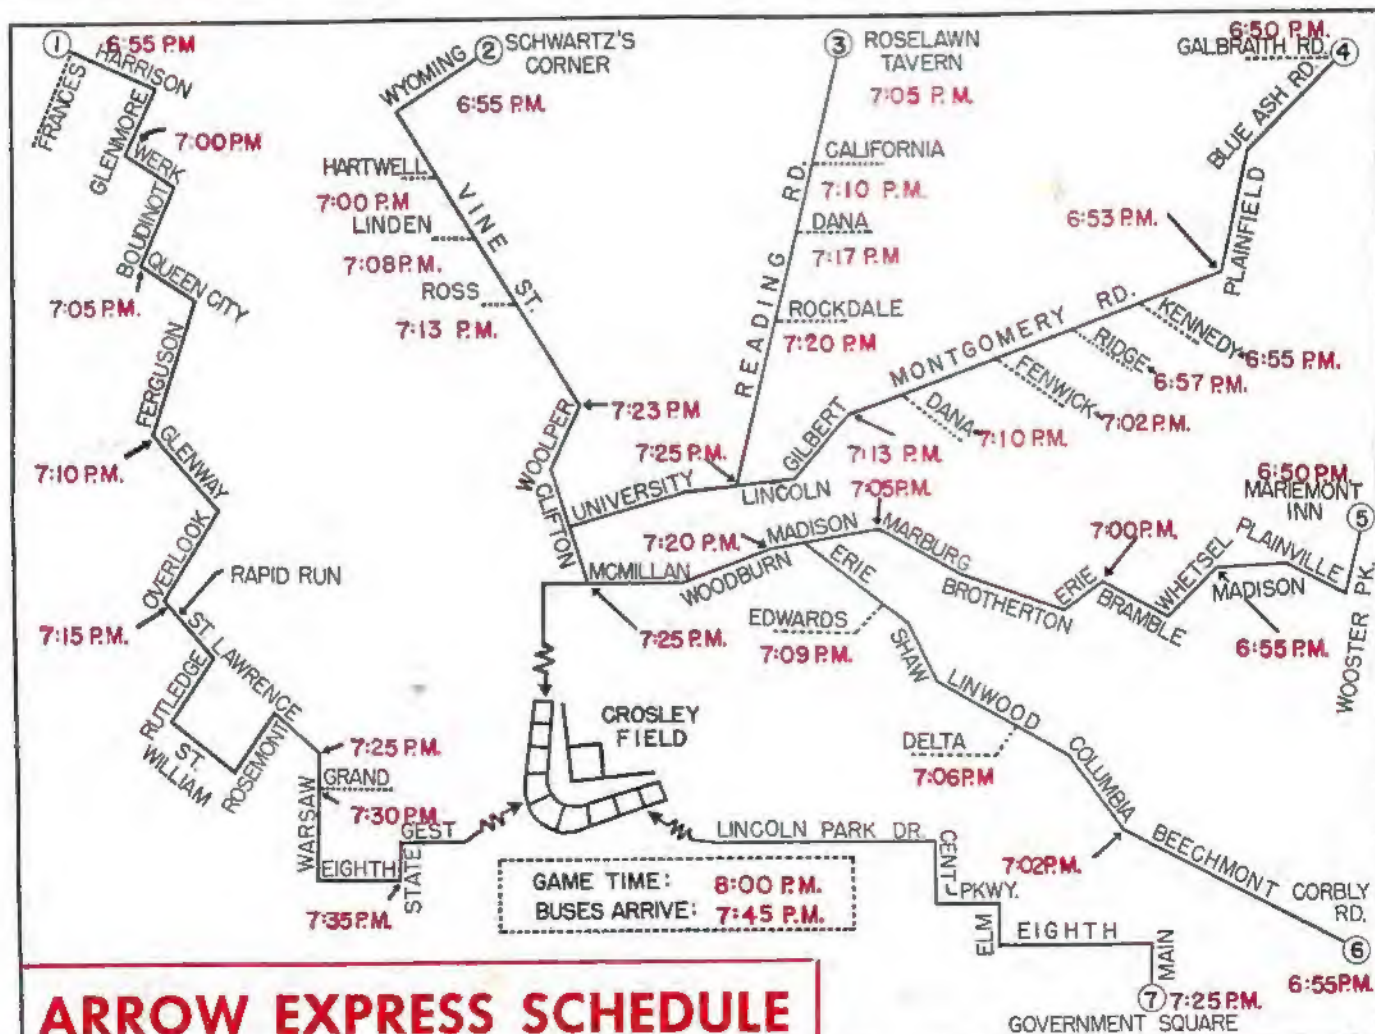 1
6:55 P.M
HARRISON
FRANCES
GLENMORE
7:00PM
WERK
BOUDINOT
QUEEN CITY
7:05 P.M.
FERGUSON
GLENWAY
7:10 P.M.
OVERLOOK
RAPID RUN
7:15 P.M.
ST. LAWRENCE
RUTLEDGE
ST. WILLIAM
ROSEMONT
7:25 P.M.
GRAND
7:30 P.M.
WARSAW
EIGHTH
STATE
GEST
7:35 P.M.
2
SCHWARTZ'S
CORNER
6:55 P.M.
WYOMING
HARTWELL
7:00 P.M
VINE ST.
LINDEN
7:08 P.M.
ROSS
7:13 P.M.
7:23 P.M
WOOLPER
CLIFTON
3
ROSELAWN
TAVERN
7:05 P.M.
READING RD.
CALIFORNIA
7:10 P.M.
DANA
7:17 P.M
ROCKDALE
7:20 P.M
7:25 P.M.
UNIVERSITY
LINCOLN
GILBERT
6:50 P.M.
GALBRAITH RD.
4
BLUE ASH RD.
PLAINFIELD
6:53 P.M.
MONTGOMERY RD.
KENNEDY
6:55 P.M.
RIDGE
6:57 P.M.
FENWICK
7:02 P.M.
DANA
7:10 P.M.
7:13 P.M.
6:50 P.M.
MARIEMONT
INN
5
WOOSTER PK.
PLAINVILLE
MADISON
6:55 P.M.
WHETSEL
BRAMBLE
7:00 P.M.
ERIE
BROTHERTON
MARBURG
7:05 P.M.
MADISON
7:20 P.M.
WOODBURN
MCMILLAN
7:25 P.M.
ERIE
EDWARDS
7:09 P.M.
SHAW
LINWOOD
DELTA
7:06 P.M
COLUMBIA
7:02 P.M.
BEECHMONT
CORBLY
RD.
6
6:55 P.M.
CROSLEY
FIELD
LINCOLN PARK DR.
CENT.
PKWY.
ELM
EIGHTH
MAIN
7
7:25 P.M.
GOVERNMENT SQUARE
GAME TIME: 8:00 P.M.
BUSES ARRIVE: 7:45 P.M.
ARROW EXPRESS SCHEDULE